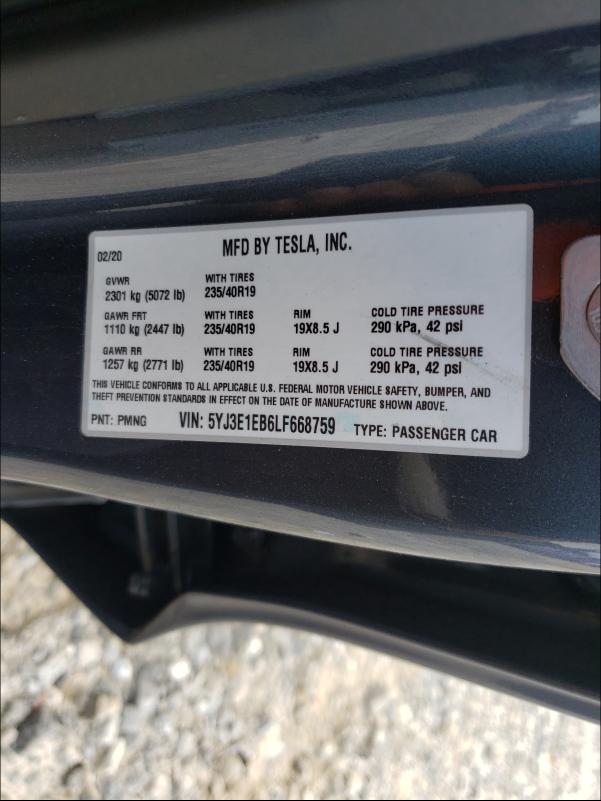 02/20 MFD BY TESLA, INC.
GVWR WITH TIRES
2301 kg (5072 lb) 235/40R19
GAWR FRT WITH TIRES RIM COLD TIRE PRESSURE
1110 kg (2447 lb) 235/40R19 19X8.5 J 290 kPa, 42 psi
GAWR RR WITH TIRES RIM COLD TIRE PRESSURE
1257 kg (2771 lb) 235/40R19 19X8.5 J 290 kPa, 42 psi
THIS VEHICLE CONFORMS TO ALL APPLICABLE U.S. FEDERAL MOTOR VEHICLE SAFETY, BUMPER, AND
THEFT PREVENTION STANDARDS IN EFFECT ON THE DATE OF MANUFACTURE SHOWN ABOVE.
PNT: PMNG VIN: 5YJ3E1EB6LF668759 TYPE: PASSENGER CAR